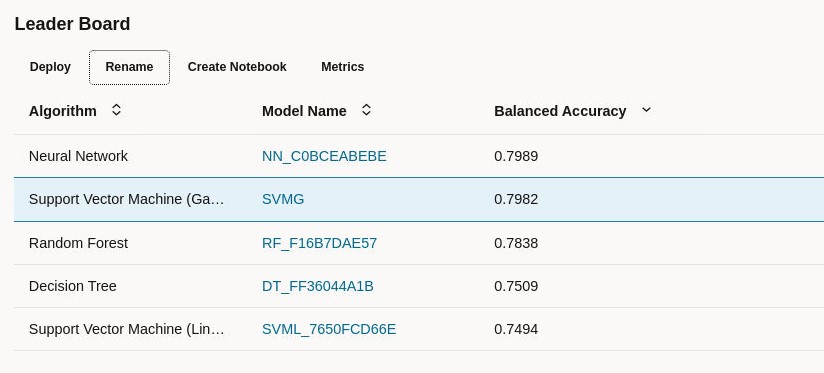 Leader Board
Deploy Rename Create Notebook Metrics
Algorithm Model Name Balanced Accuracy
Neural Network NN_C0BCEABEBE 0.7989
Support Vector Machine (Ga... SVMG 0.7982
Random Forest RF_F16B7DAE57 0.7838
Decision Tree DT_FF36044A1B 0.7509
Support Vector Machine (Lin... SVML_7650FCD66E 0.7494